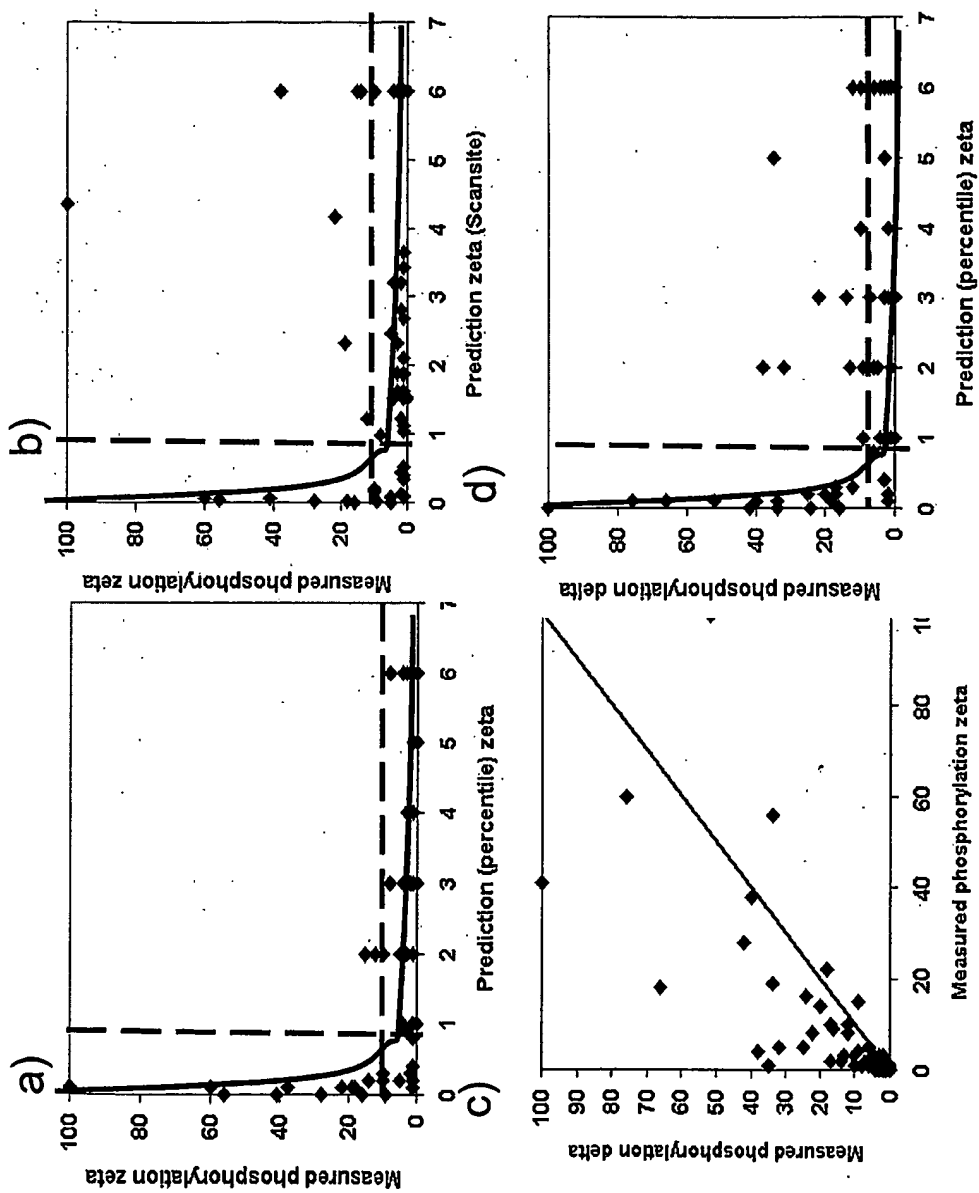 a)
Measured phosphorylation zeta
100
80
60
40
20
0
0 1 2 3 4 5 6 7
Prediction (percentile) zeta
b)
Measured phosphorylation zeta
100
80
60
40
20
0
0 1 2 3 4 5 6 7
Prediction zeta (Scansite)
c)
Measured phosphorylation delta
100
90
80
70
60
50
40
30
20
10
0
0 20 40 60 80 10
Measured phosphorylation zeta
d)
Measured phosphorylation delta
100
80
60
40
20
0
0 1 2 3 4 5 6 7
Prediction (percentile) zeta